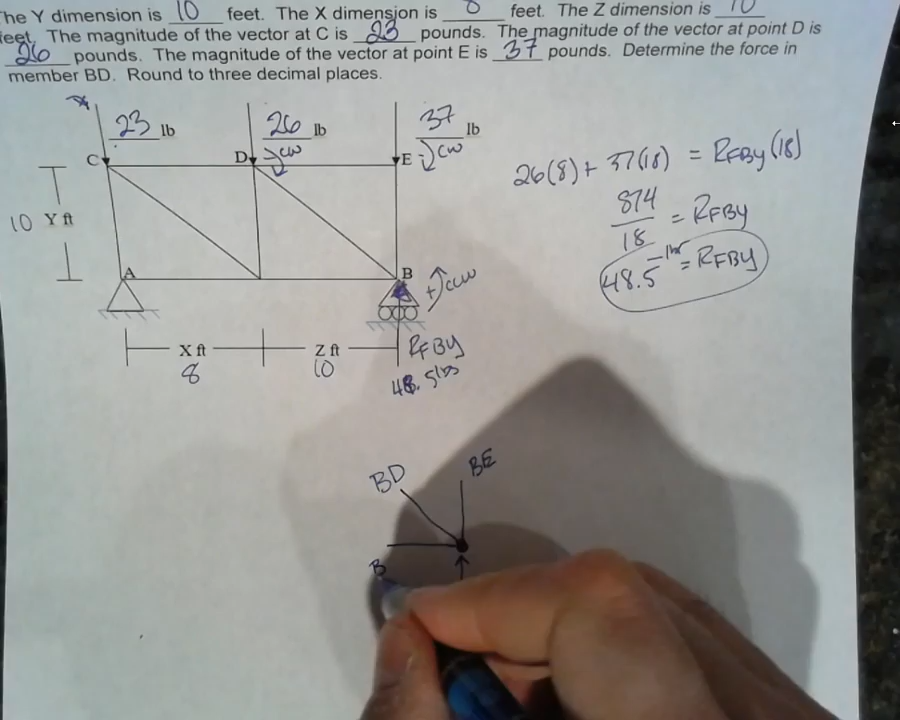 The Y dimension is 10 feet. The X dimension is 8 feet. The Z dimension is 10
feet. The magnitude of the vector at C is 23 pounds. The magnitude of the vector at point D is
26 pounds. The magnitude of the vector at point E is 37 pounds. Determine the force in
member BD. Round to three decimal places.
23 lb
26 lb
37 lb
C
D
CW
E
CW
26(8) + 37(18) = RFBY(18)
874
18
= RFBY
48.5 = RFBY
10 Y ft
A
B
+ CCW
X ft
Z ft
RFBY
8
10
48.5 lbs
BD
BE
B